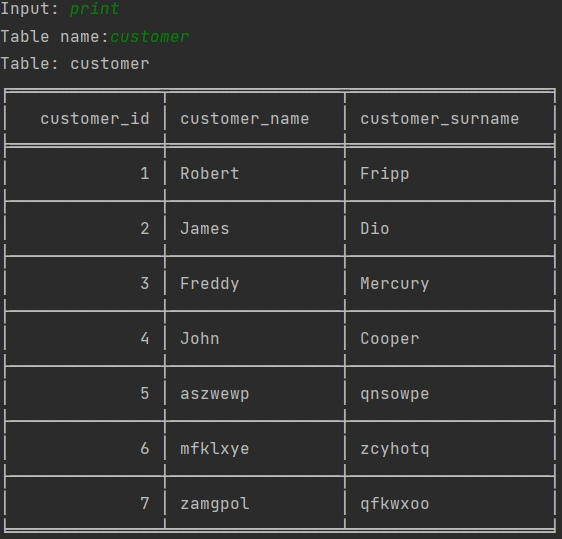 Input: print
Table name:customer
Table: customer
customer_id customer_name customer_surname
1 Robert Fripp
2 James Dio
3 Freddy Mercury
4 John Cooper
5 aszwewp qnsowpe
6 mfklxye zcyhotq
7 zamgpol qfkwxoo